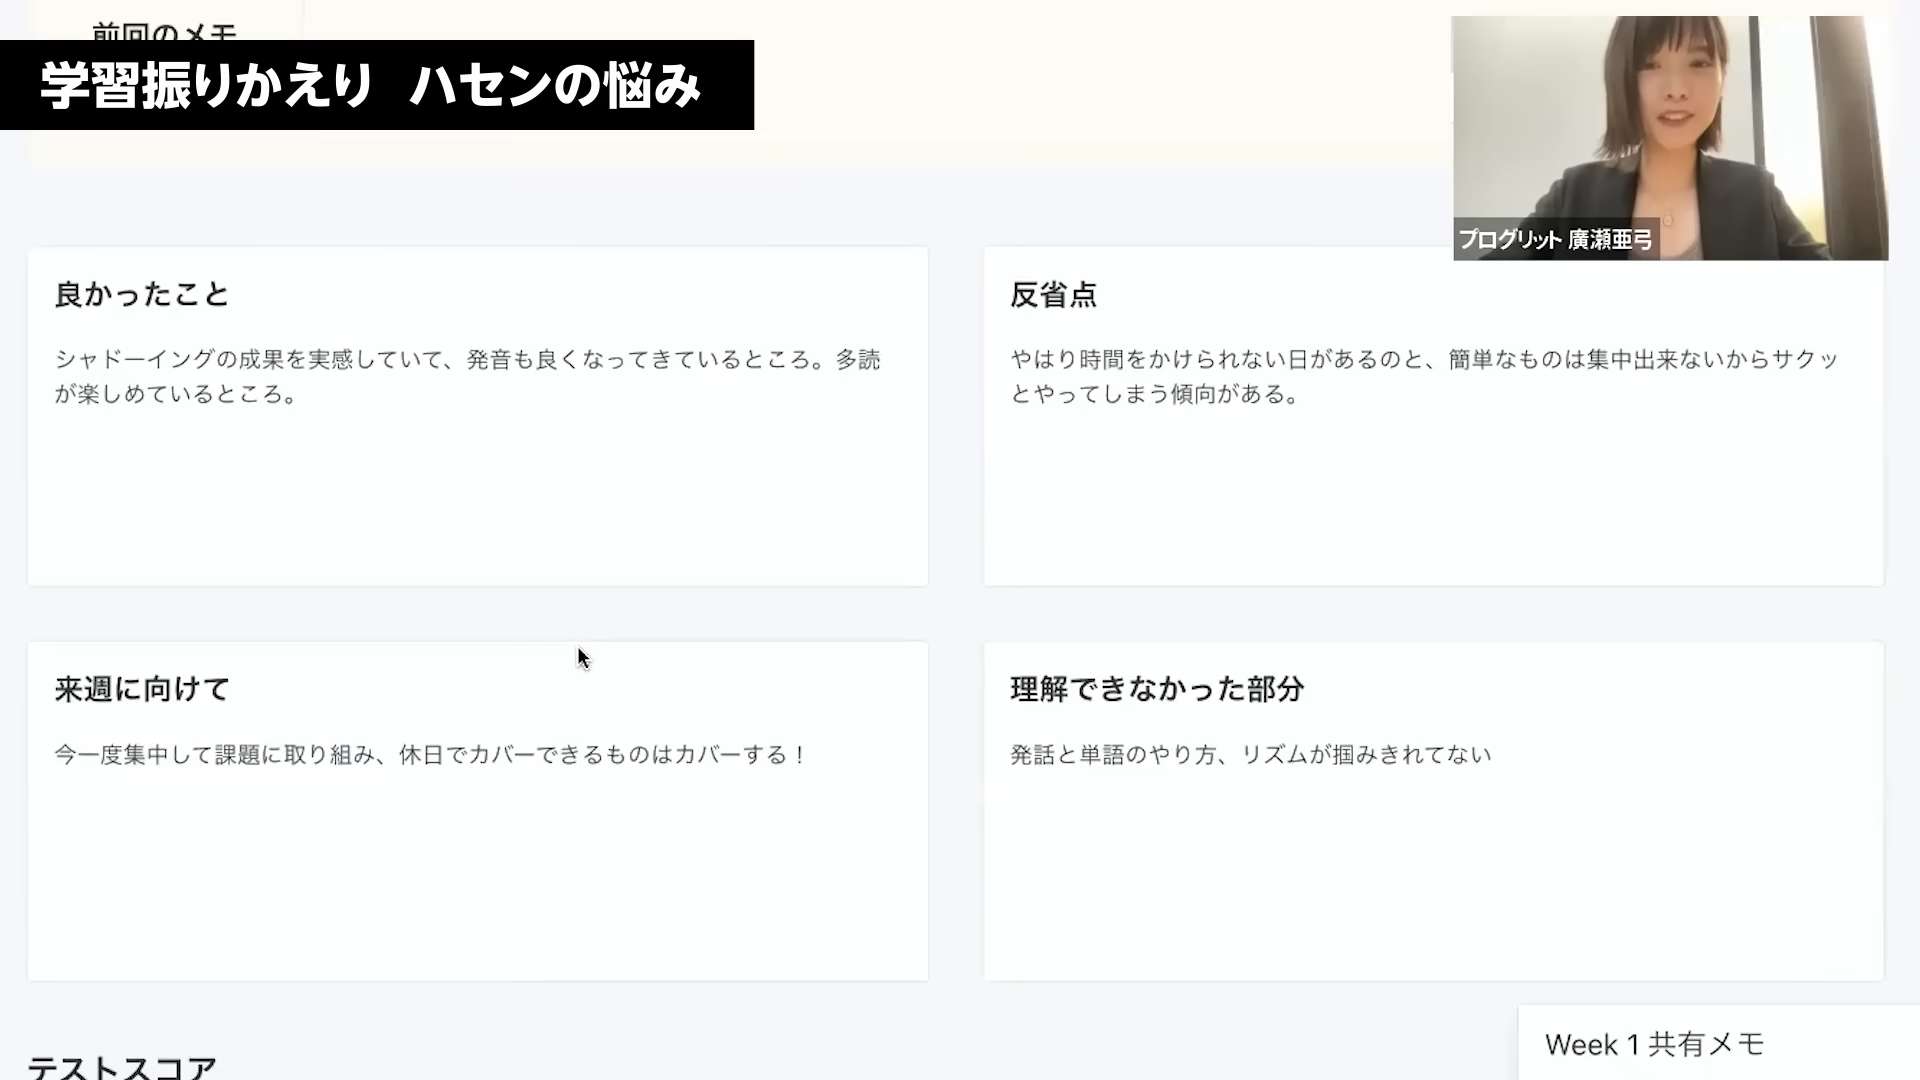 前回のメモ
学習振りかえり ハセンの悩み
プログリット 廣瀬亜弓
良かったこと
シャドーイングの成果を実感していて、発音も良くなってきているところ。多読
が楽しめているところ。
反省点
やはり時間をかけられない日があるのと、簡単なものは集中出来ないからサクッ
とやってしまう傾向がある。
来週に向けて
今一度集中して課題に取り組み、休日でカバーできるものはカバーする！
理解できなかった部分
発話と単語のやり方、リズムが掴みきれてない
テストスコア
Week 1 共有メモ